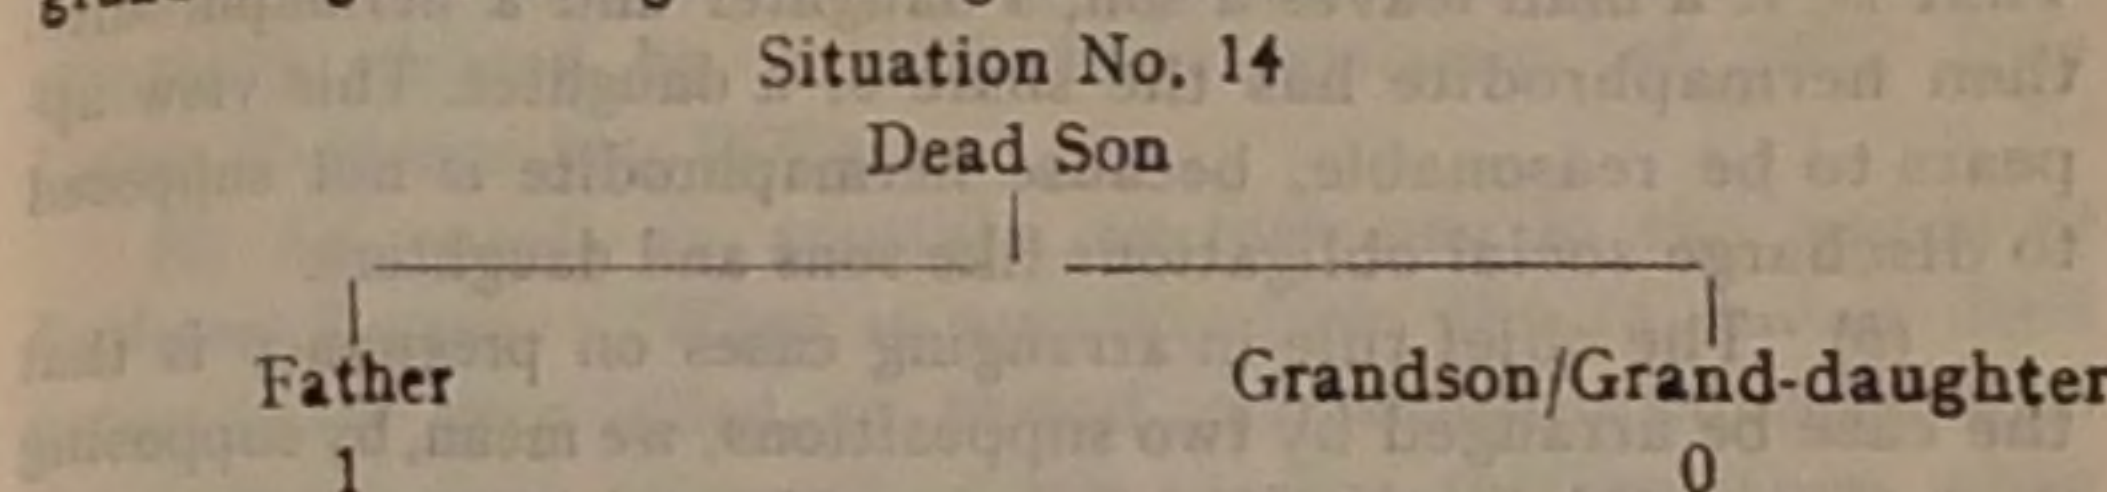 Situation No. 14
Dead Son
Father Grandson/Grand-daughter
1 0